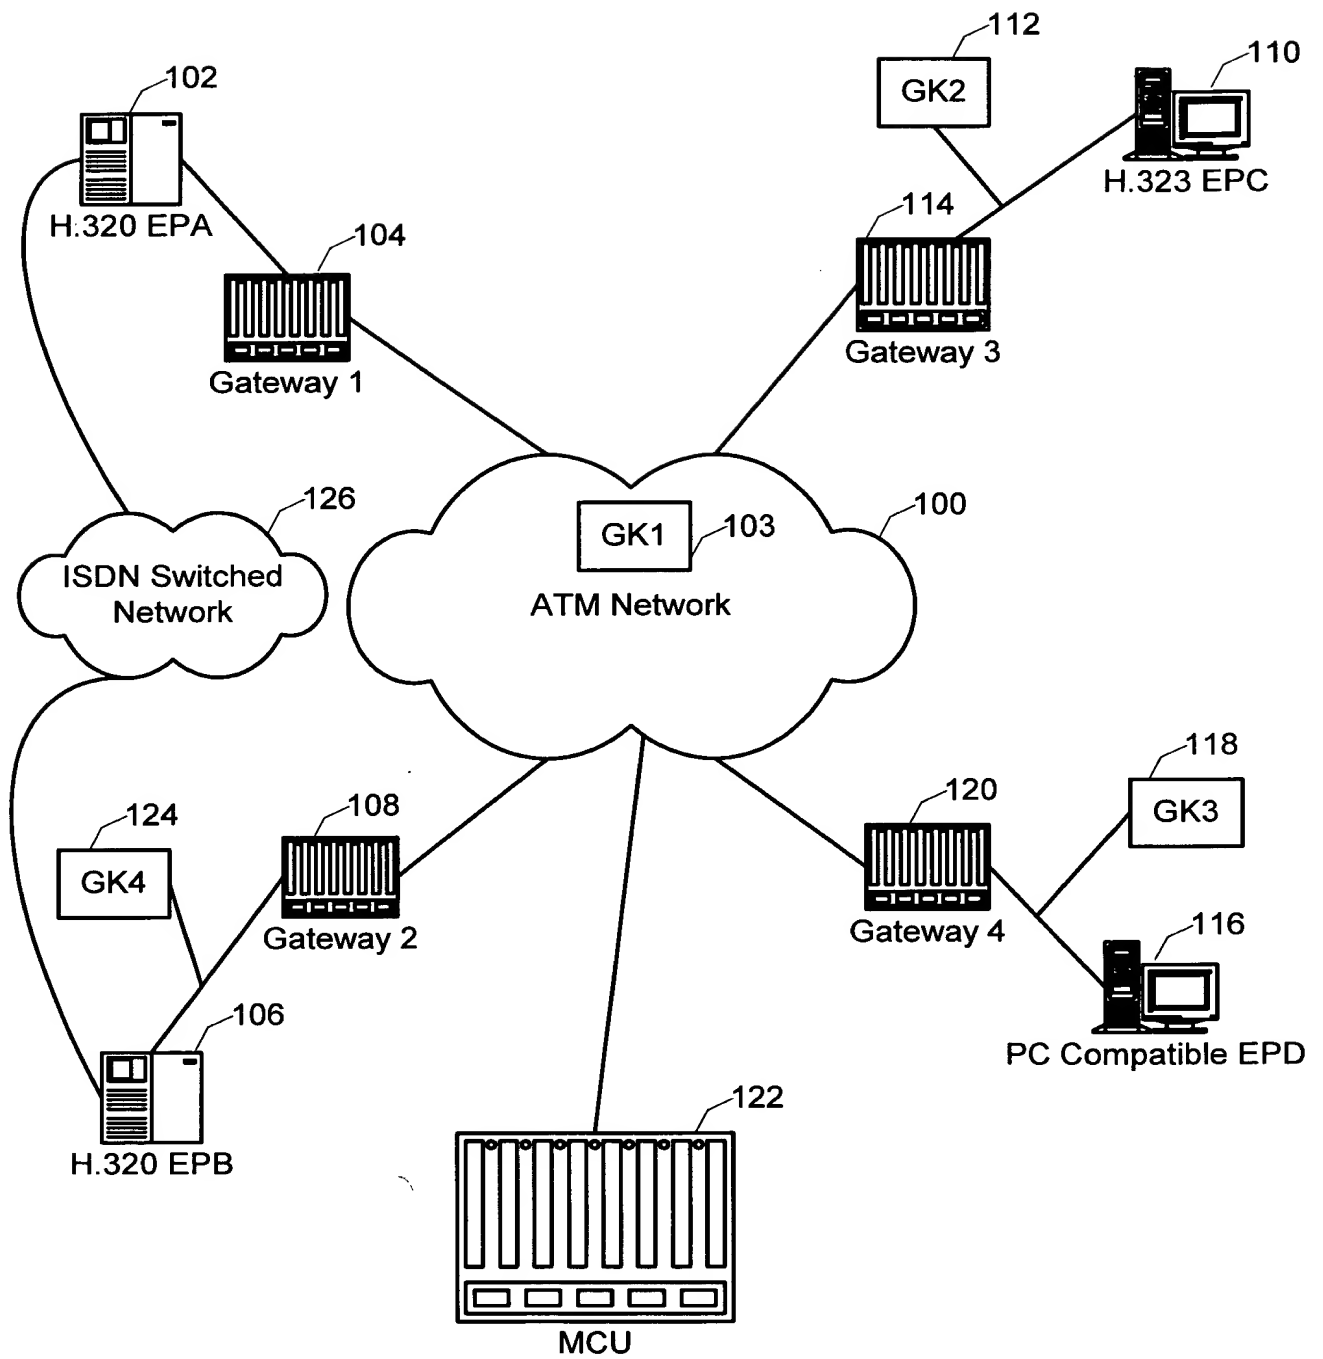 112
102
110
GK2
H.323 EPC
114
H.320 EPA
104
Gateway 3
Gateway 1
126
100
GK1
103
ISDN Switched
Network
ATM Network
118
120
108
124
GK3
GK4
116
Gateway 2
Gateway 4
106
PC Compatible EPD
122
H.320 EPB
MCU